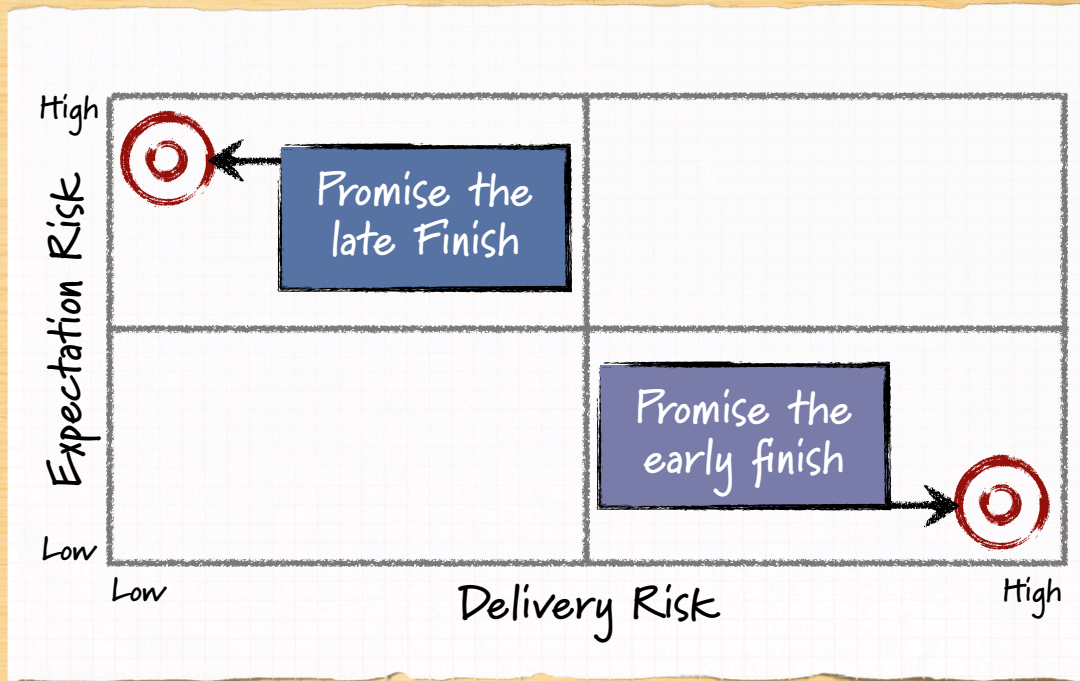 High
Promise the
late Finish
Expectation Risk
Promise the
early finish
Low
Low
Delivery Risk
High